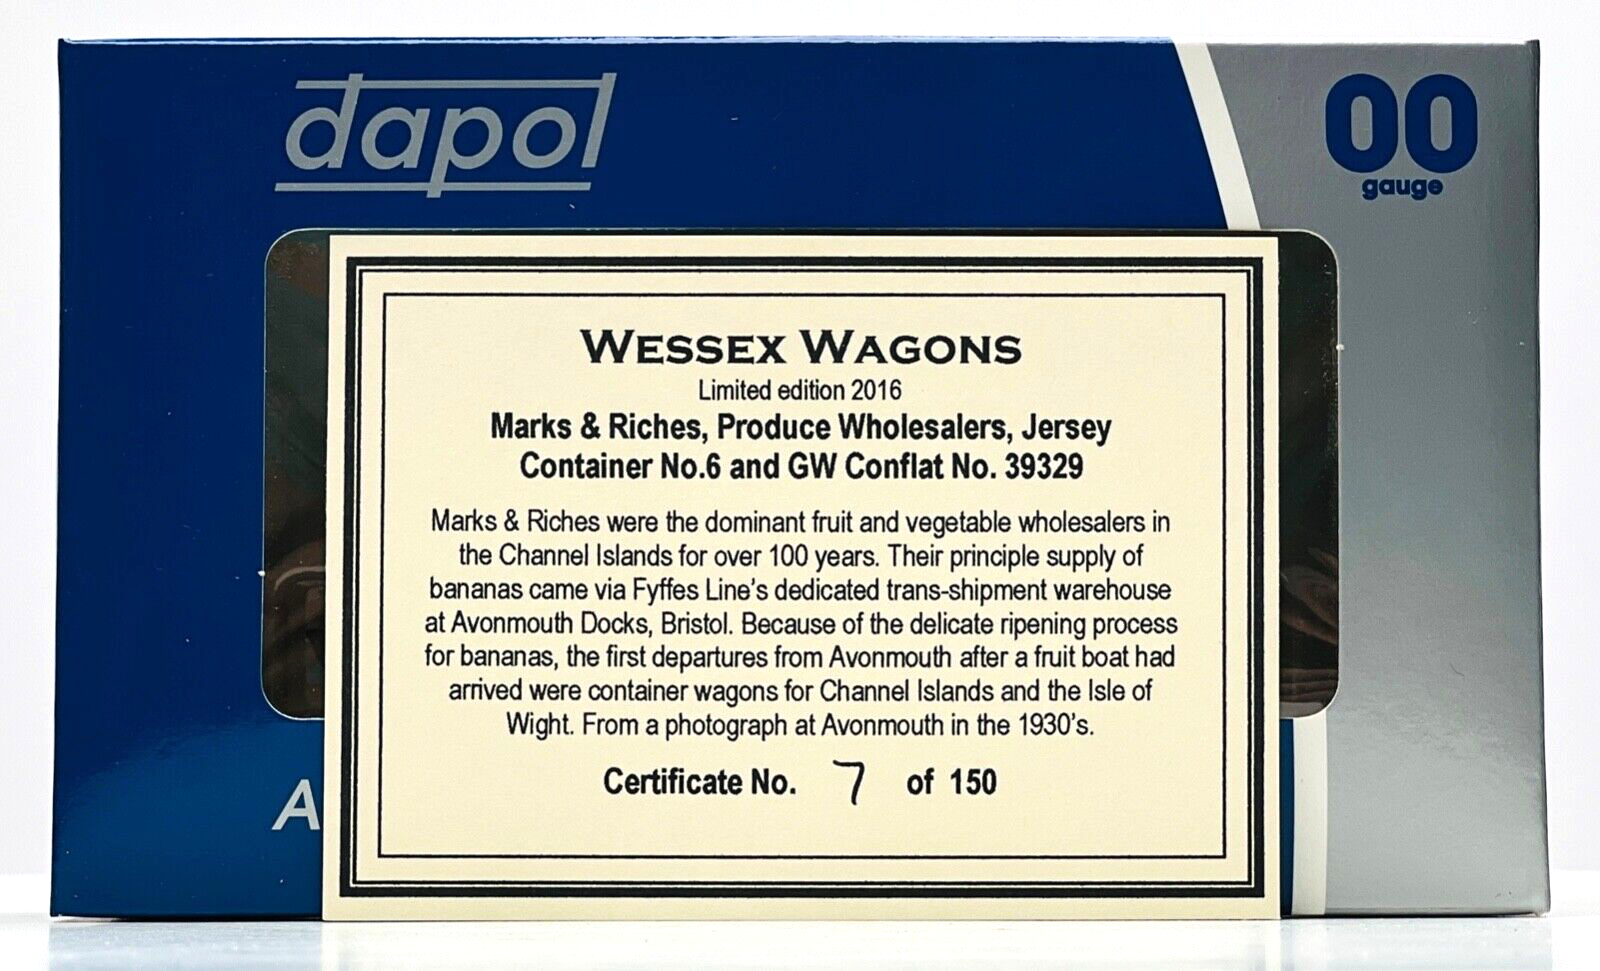 dapol
00
gauge
WESSEX WAGONS
Limited edition 2016
Marks & Riches, Produce Wholesalers, Jersey
Container No.6 and GW Conflat No. 39329
Marks & Riches were the dominant fruit and vegetable wholesalers in
the Channel Islands for over 100 years. Their principle supply of
bananas came via Fyffes Line's dedicated trans-shipment warehouse
at Avonmouth Docks, Bristol. Because of the delicate ripening process
for bananas, the first departures from Avonmouth after a fruit boat had
arrived were container wagons for Channel Islands and the Isle of
Wight. From a photograph at Avonmouth in the 1930's.
Certificate No. 7 of 150
A